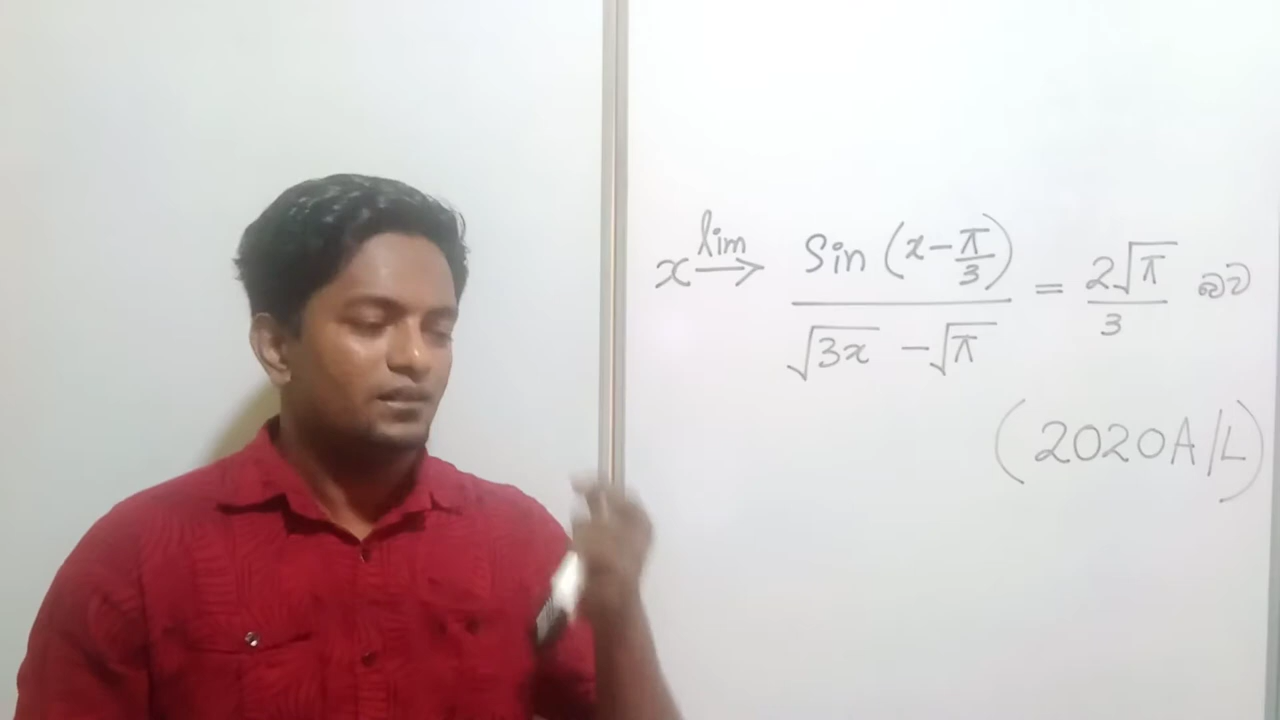 lim x → Sin (x - π/3) / √3x - √π = 2√π / 3 බව
(2020A/L)